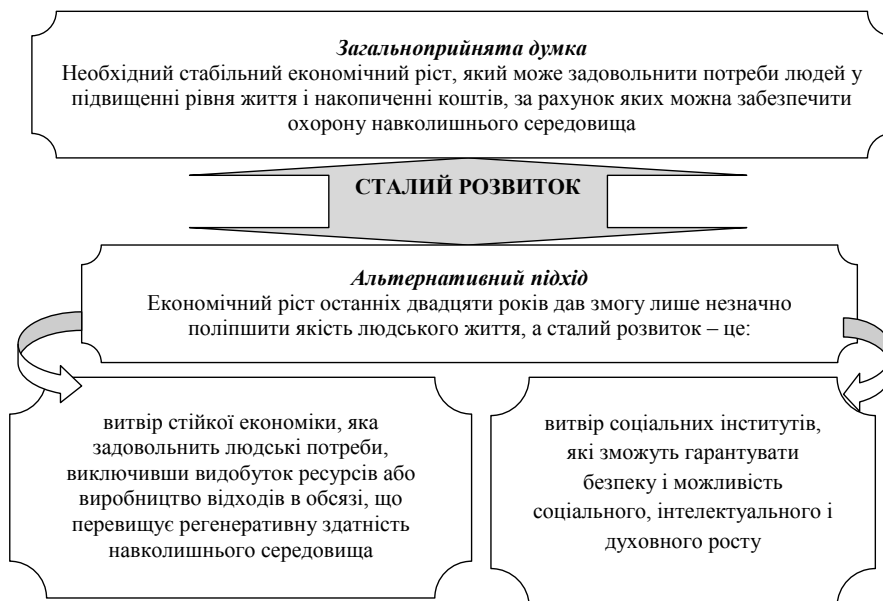 Загальноприйнята думка
Необхідний стабільний економічний ріст, який може задовольнити потреби людей у
підвищенні рівня життя і накопиченні коштів, за рахунок яких можна забезпечити
охорону навколишнього середовища
СТАЛИЙ РОЗВИТОК
Альтернативний підхід
Економічний ріст останніх двадцяти років дав змогу лише незначно
поліпшити якість людського життя, а сталий розвиток – це:
витвір стійкої економіки, яка
задовольнить людські потреби,
виключивши видобуток ресурсів або
виробництво відходів в обсязі, що
перевищує регенеративну здатність
навколишнього середовища
витвір соціальних інститутів,
які зможуть гарантувати
безпеку і можливість
соціального, інтелектуального і
духовного росту